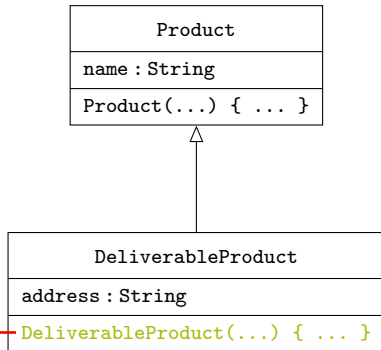 Product
name : String
Product(...) { ... }
DeliverableProduct
address : String
DeliverableProduct(...) { ... }